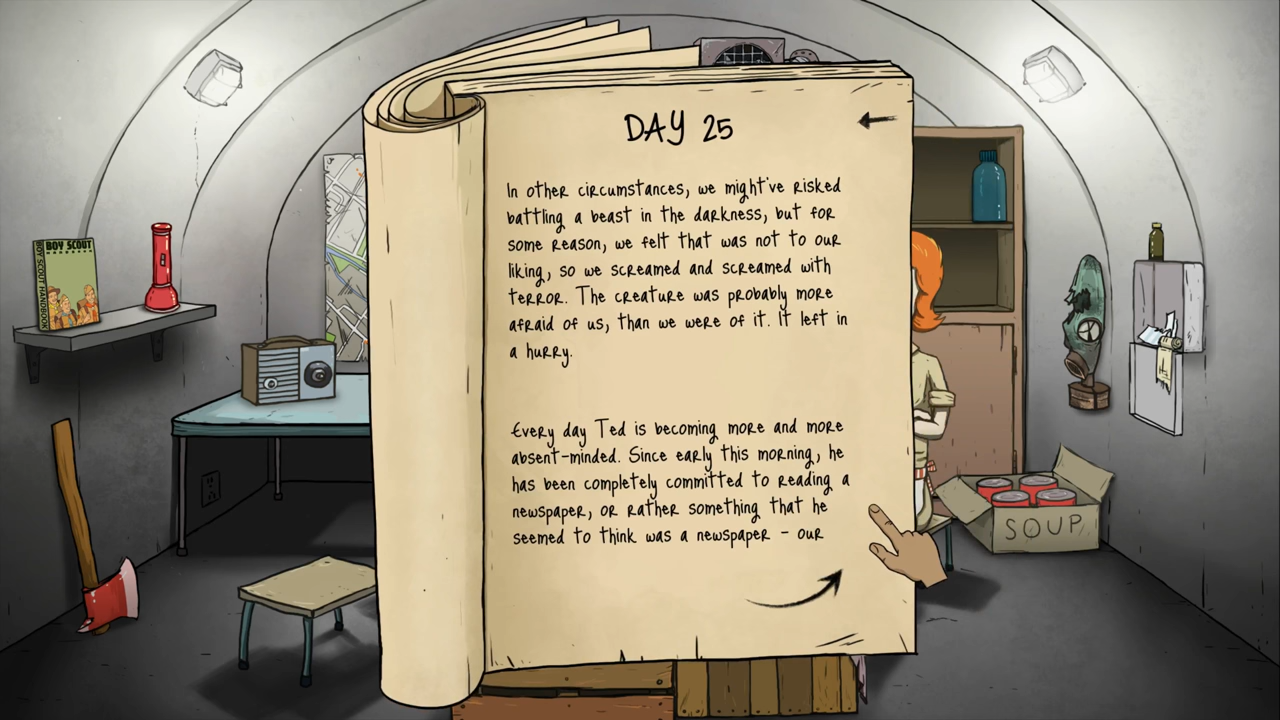 DAY 25
In other circumstances, we might've risked
battling a beast in the darkness, but for
some reason, we felt that was not to our
liking, so we screamed and screamed with
terror. The creature was probably more
afraid of us, than we were of it. It left in
a hurry.
Every day Ted is becoming more and more
absent-minded. Since early this morning, he
has been completely committed to reading a
newspaper, or rather something that he
seemed to think was a newspaper - our
BOY SCOUT
BOY SCOUT HANDBOOK
SOUP